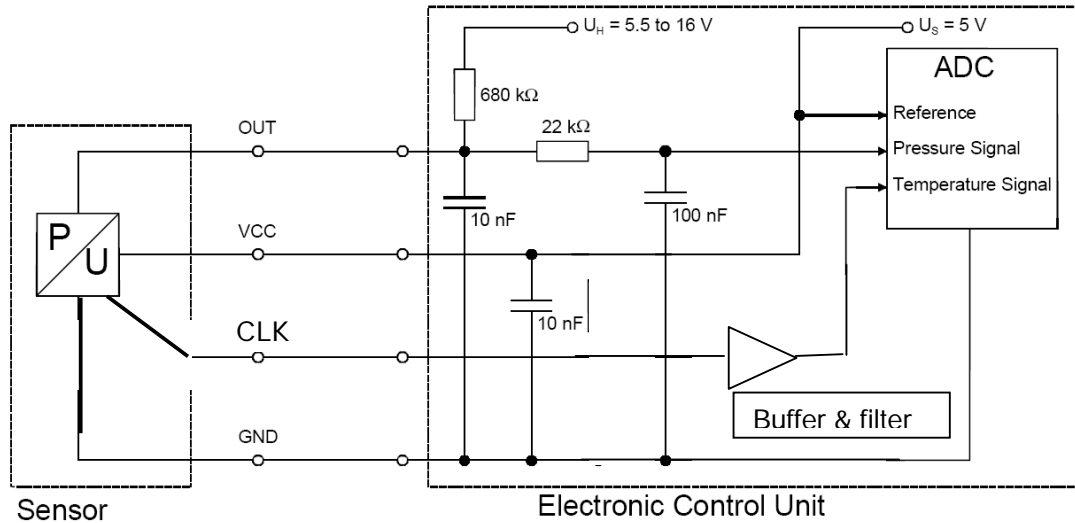 U_H = 5.5 to 16 V
U_S = 5 V
ADC
680 kΩ
Reference
OUT
22 kΩ
Pressure Signal
Temperature Signal
10 nF
100 nF
P
U
VCC
10 nF
CLK
Buffer & filter
GND
Sensor
Electronic Control Unit